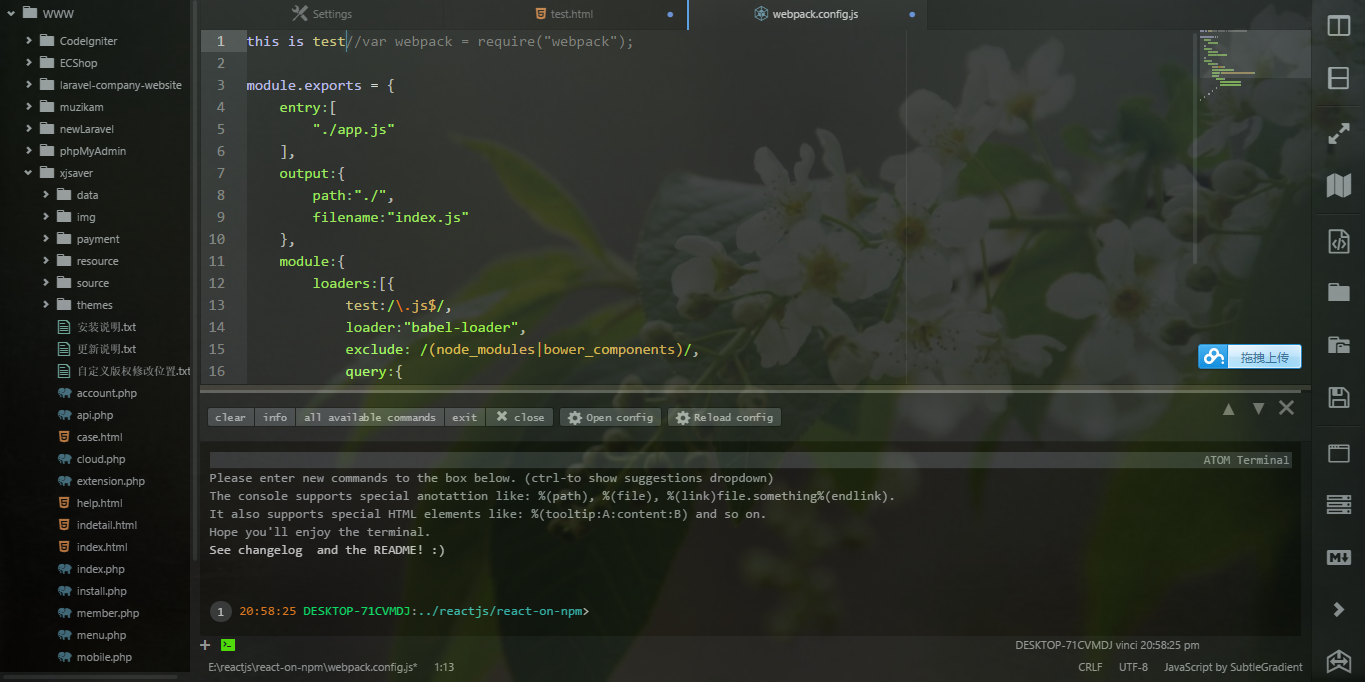 WWW
CodeIgniter
ECShop
laravel-company-website
muzikam
newLaravel
phpMyAdmin
xjsaver
data
img
payment
resource
source
themes
安装说明.txt
更新说明.txt
自定义版权修改位置.txt
account.php
api.php
case.html
cloud.php
extension.php
help.html
indetail.html
index.html
index.php
install.php
member.php
menu.php
mobile.php
Settings
test.html
webpack.config.js
1 this is test//var webpack = require("webpack");
2
3 module.exports = {
4 entry:[
5 "./app.js"
6 ],
7 output:{
8 path:"./",
9 filename:"index.js"
10 },
11 module:{
12 loaders:[{
13 test:/\.js$/,
14 loader:"babel-loader",
15 exclude: /(node_modules|bower_components)/,
16 query:{
拖拽上传
clear info all available commands exit close Open config Reload config
ATOM Terminal
Please enter new commands to the box below. (ctrl-to show suggestions dropdown)
The console supports special anotattion like: %(path), %(file), %(link)file.something%(endlink).
It also supports special HTML elements like: %(tooltip:A:content:B) and so on.
Hope you'll enjoy the terminal.
See changelog  and the README! :)
1 20:58:25 DESKTOP-71CVMDJ:../reactjs/react-on-npm>
DESKTOP-71CVMDJ vinci 20:58:25 pm
E:\reactjs\react-on-npm\webpack.config.js* 1:13
CRLF UTF-8 JavaScript by SubtleGradient
M